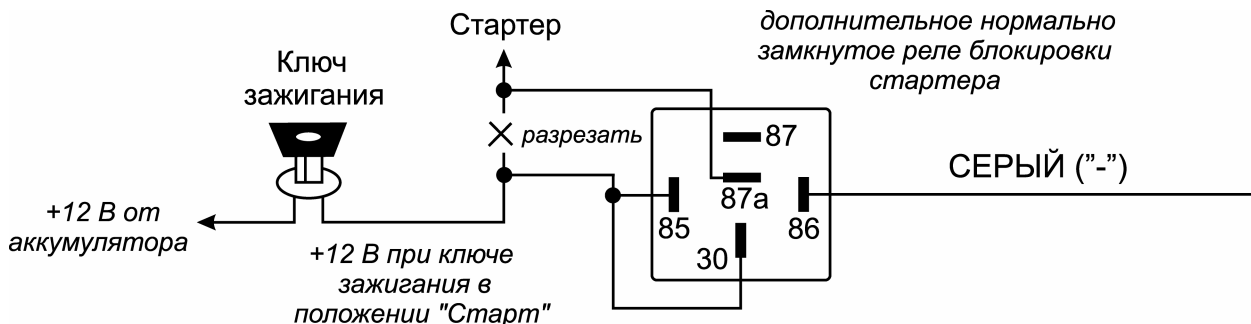 Стартер
дополнительное нормально
замкнутое реле блокировки
стартера
Ключ
зажигания
разрезать
87
СЕРЫЙ ("-")
87а
85
86
30
+12 В от
аккумулятора
+12 В при ключе
зажигания в
положении "Старт"